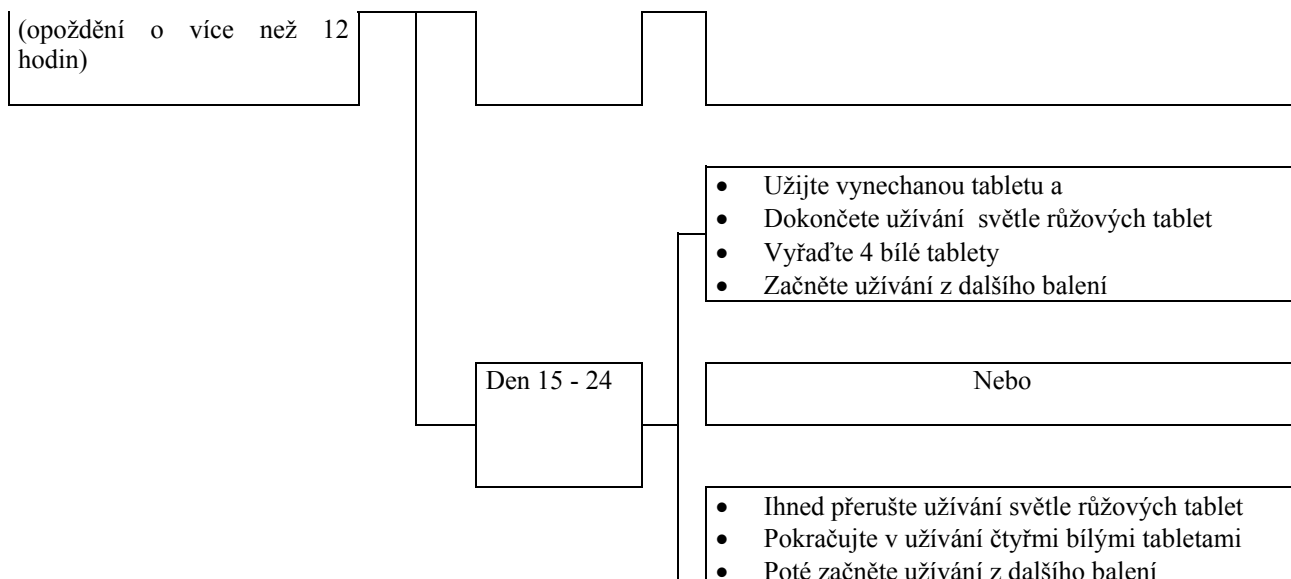 (opoždění o více než 12
hodin)
• Užijte vynechanou tabletu a
• Dokončete užívání světle růžových tablet
• Vyřaďte 4 bílé tablety
• Začněte užívání z dalšího balení
Den 15 - 24
Nebo
• Ihned přerušte užívání světle růžových tablet
• Pokračujte v užívání čtyřmi bílými tabletami
• Poté začněte užívání z dalšího balení